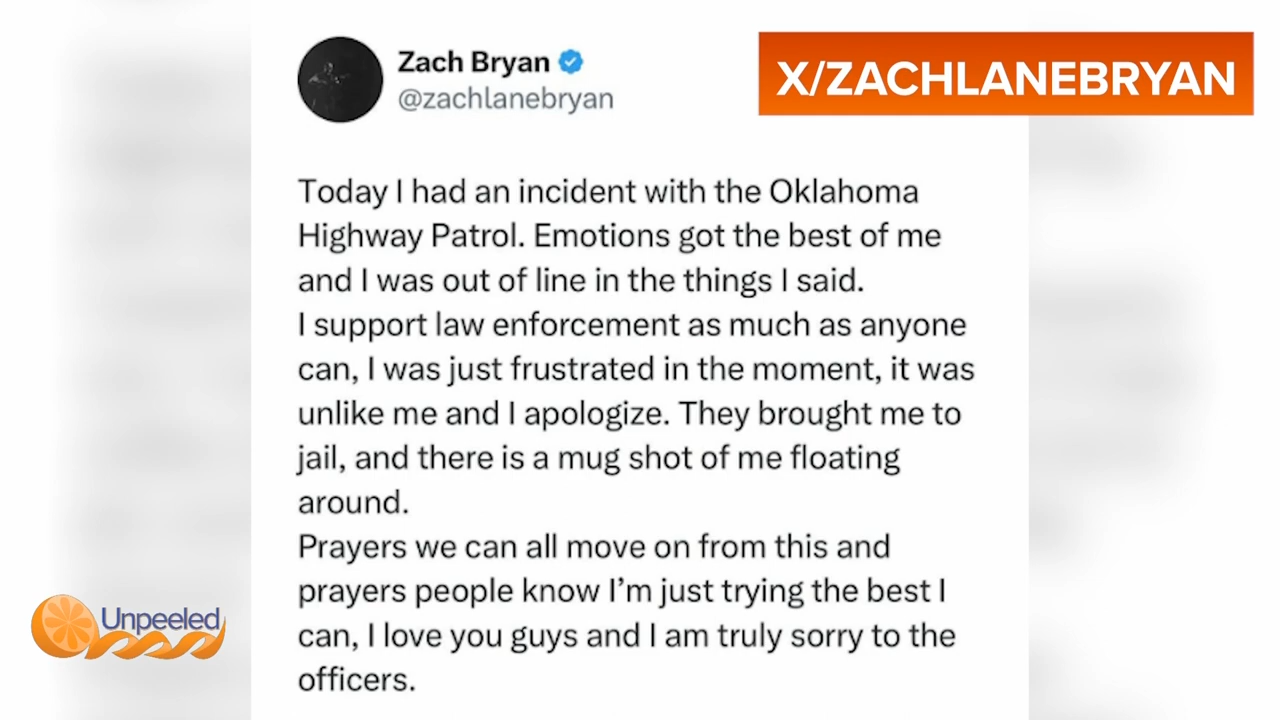 Zach Bryan
@zachlanebryan
X/ZACHLANEBRYAN
Today I had an incident with the Oklahoma
Highway Patrol. Emotions got the best of me
and I was out of line in the things I said.
I support law enforcement as much as anyone
can, I was just frustrated in the moment, it was
unlike me and I apologize. They brought me to
jail, and there is a mug shot of me floating
around.
Prayers we can all move on from this and
prayers people know I’m just trying the best I
can, I love you guys and I am truly sorry to the
officers.
Unpeeled